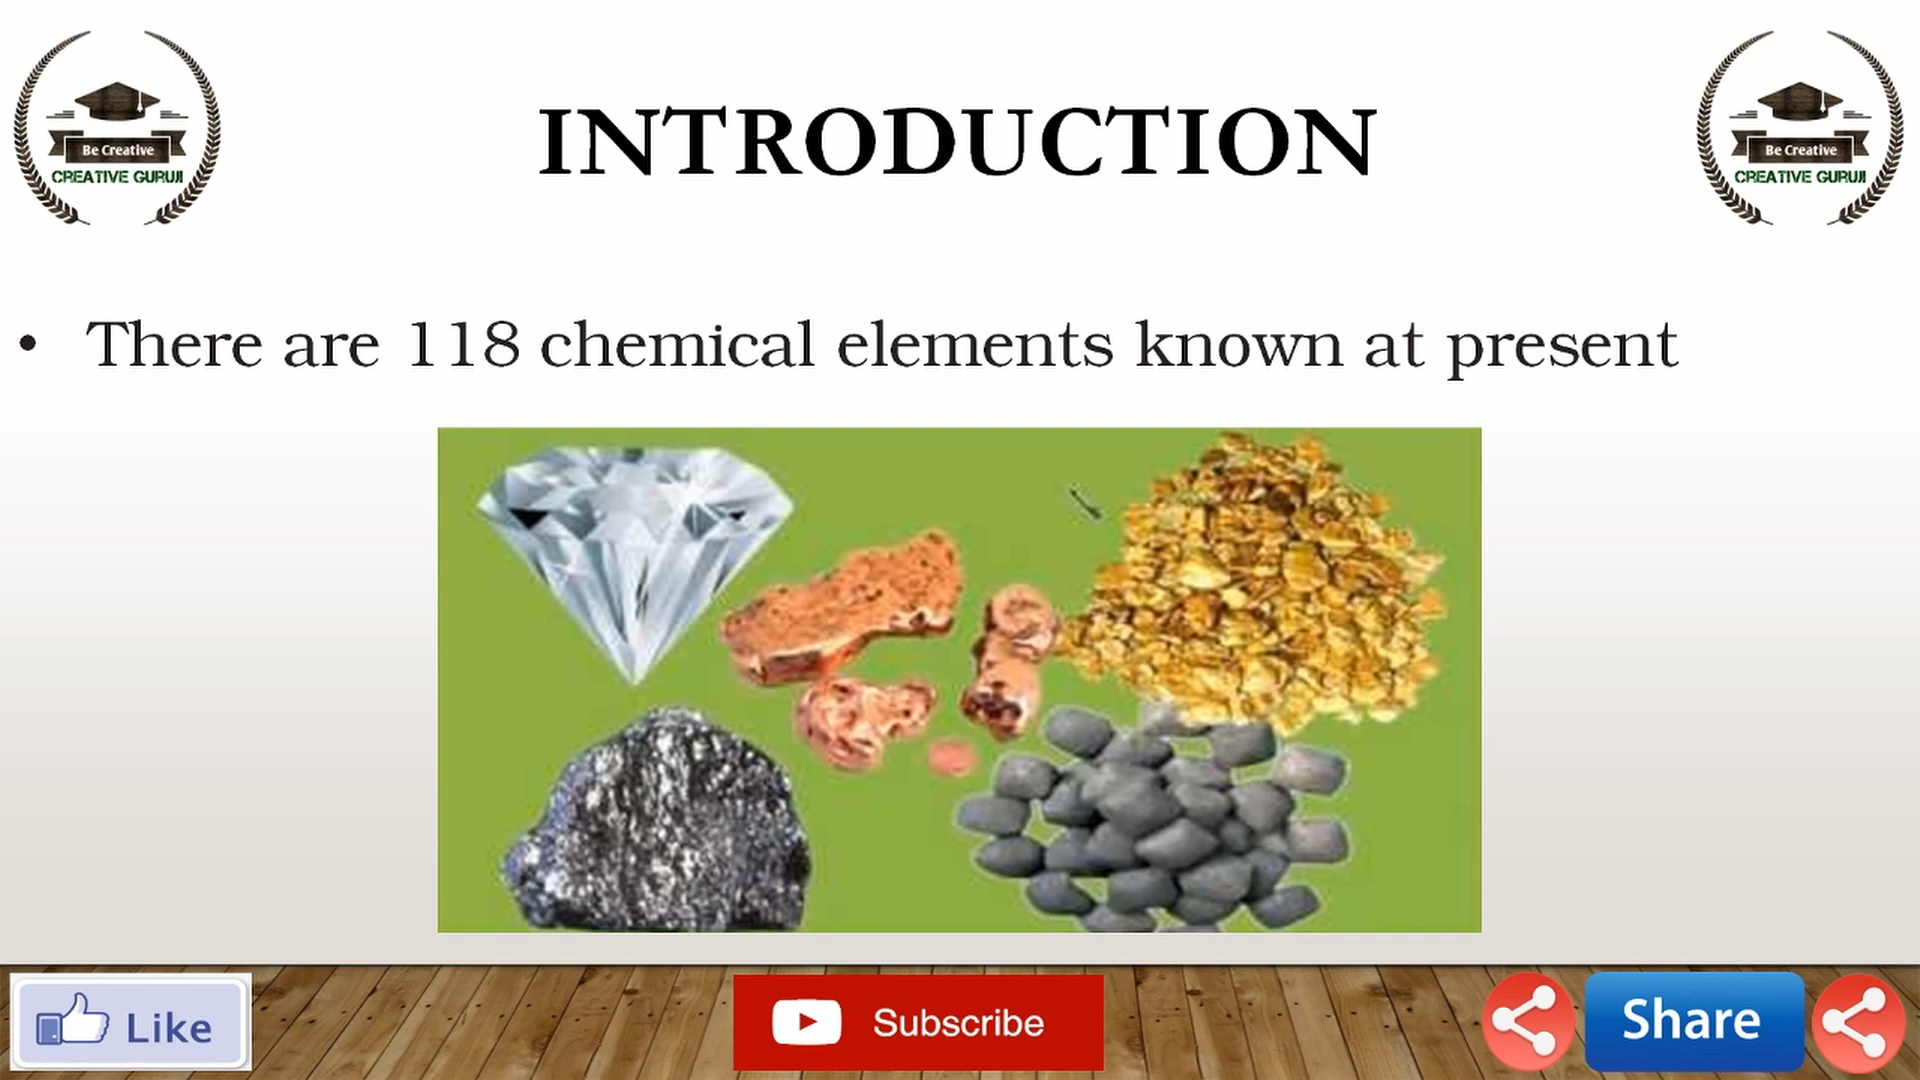 Be Creative
CREATIVE GURUJI
INTRODUCTION
Be Creative
CREATIVE GURUJI
• There are 118 chemical elements known at present
Like
Subscribe
Share